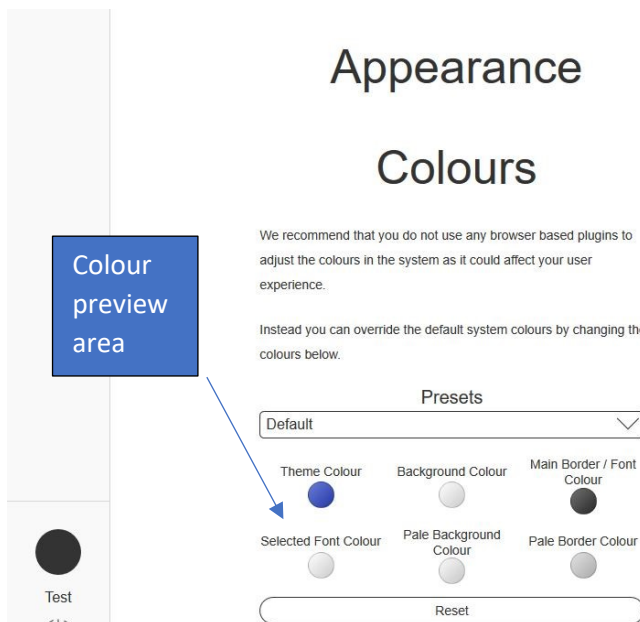 Appearance
Colours
We recommend that you do not use any browser based plugins to
adjust the colours in the system as it could affect your user
experience.
Instead you can override the default system colours by changing the
colours below.
Colour
preview
area
Presets
Default
Theme Colour
Background Colour
Main Border / Font
Colour
Selected Font Colour
Pale Background
Colour
Pale Border Colour
Reset
Test